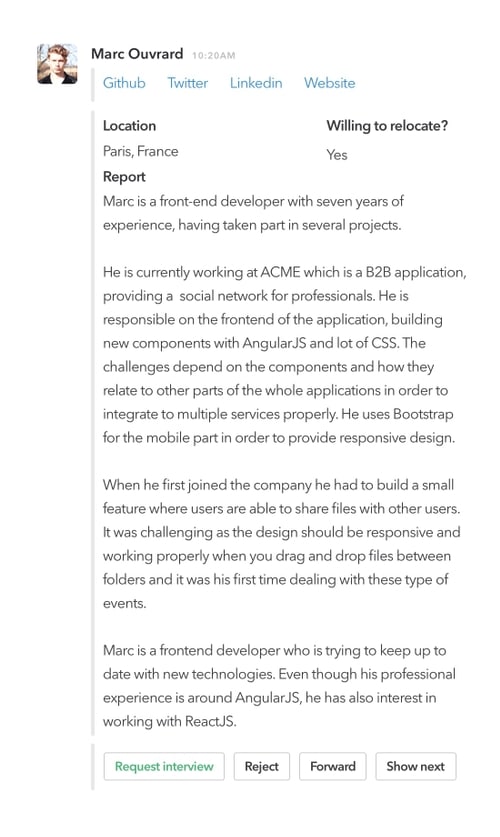 Marc Ouvrard 10:20AM
Github Twitter Linkedin Website
Location Willing to relocate?
Paris, France Yes
Report
Marc is a front-end developer with seven years of
experience, having taken part in several projects.
He is currently working at ACME which is a B2B application,
providing a  social network for professionals. He is
responsible on the frontend of the application, building
new components with AngularJS and lot of CSS. The
challenges depend on the components and how they
relate to other parts of the whole applications in order to
integrate to multiple services properly. He uses Bootstrap
for the mobile part in order to provide responsive design.
When he first joined the company he had to build a small
feature where users are able to share files with other users.
It was challenging as the design should be responsive and
working properly when you drag and drop files between
folders and it was his first time dealing with these type of
events.
Marc is a frontend developer who is trying to keep up to
date with new technologies. Even though his professional
experience is around AngularJS, he has also interest in
working with ReactJS.
Request interview Reject Forward Show next